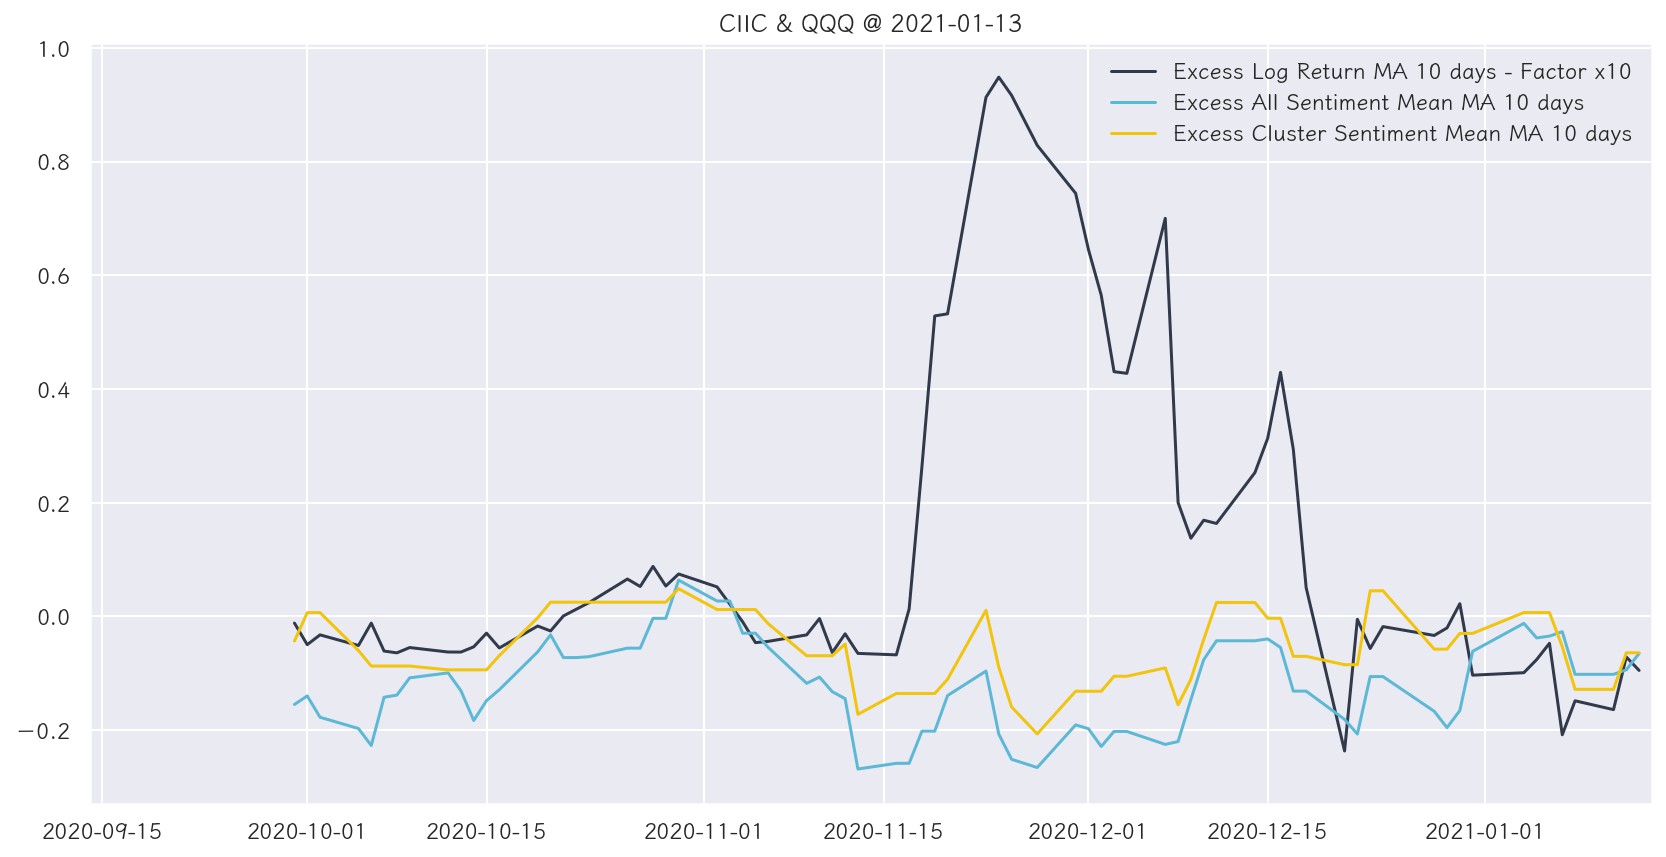 CIIC & QQQ @ 2021-01-13
Excess Log Return MA 10 days - Factor x10
Excess All Sentiment Mean MA 10 days
Excess Cluster Sentiment Mean MA 10 days
1.0
0.8
0.6
0.4
0.2
0.0
−0.2
2020-09-15 2020-10-01 2020-10-15 2020-11-01 2020-11-15 2020-12-01 2020-12-15 2021-01-01